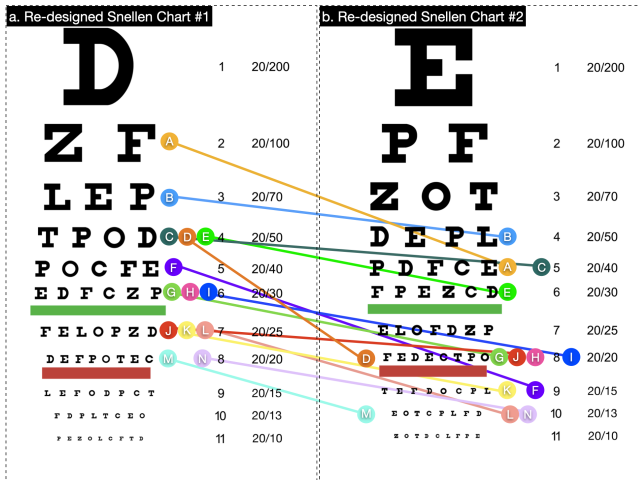 a. Re-designed Snellen Chart #1
D 1 20/200
Z F A 2 20/100
L E P B 3 20/70
T P O D C D E 4 20/50
P O C F E F 5 20/40
E D F C Z P G H I 6 20/30
F E L O P Z D J K L 7 20/25
D E F P O T E C M N 8 20/20
L E F O D P C T 9 20/15
F D P L T C E O 10 20/13
P E Z O L C F T D 11 20/10
b. Re-designed Snellen Chart #2
E 1 20/200
P F 2 20/100
Z O T 3 20/70
D E P L B 4 20/50
P D F C E A C 5 20/40
F P E Z C D E 6 20/30
E L O F D Z P 7 20/25
D F E D E C T P O G J H 8 I 20/20
T E F D O C P L K F 9 20/15
M E O T C P L F D L N 10 20/13
Z O T D C L F P E 11 20/10